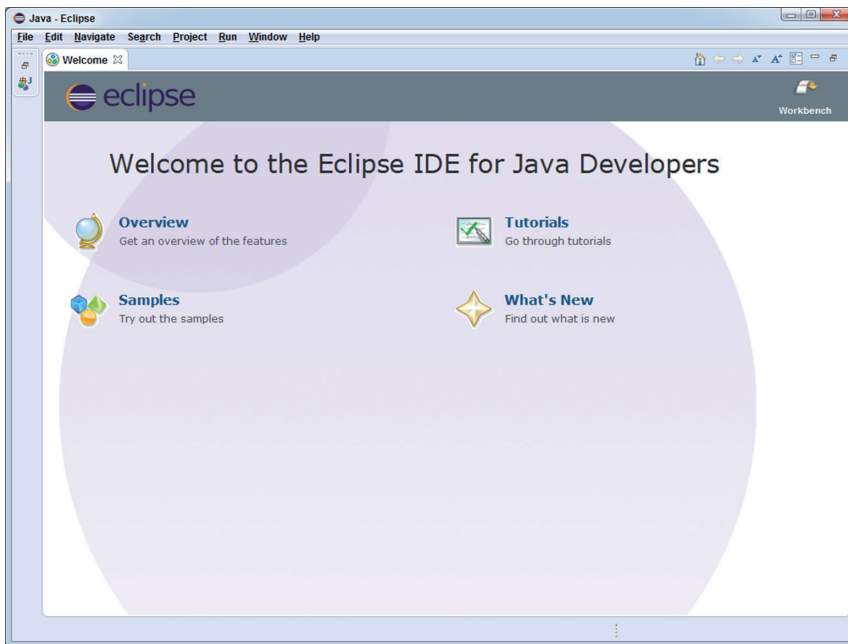 Java - Eclipse
File Edit Navigate Search Project Run Window Help
Welcome
eclipse
Workbench
Welcome to the Eclipse IDE for Java Developers
Overview
Get an overview of the features
Tutorials
Go through tutorials
Samples
Try out the samples
What's New
Find out what is new